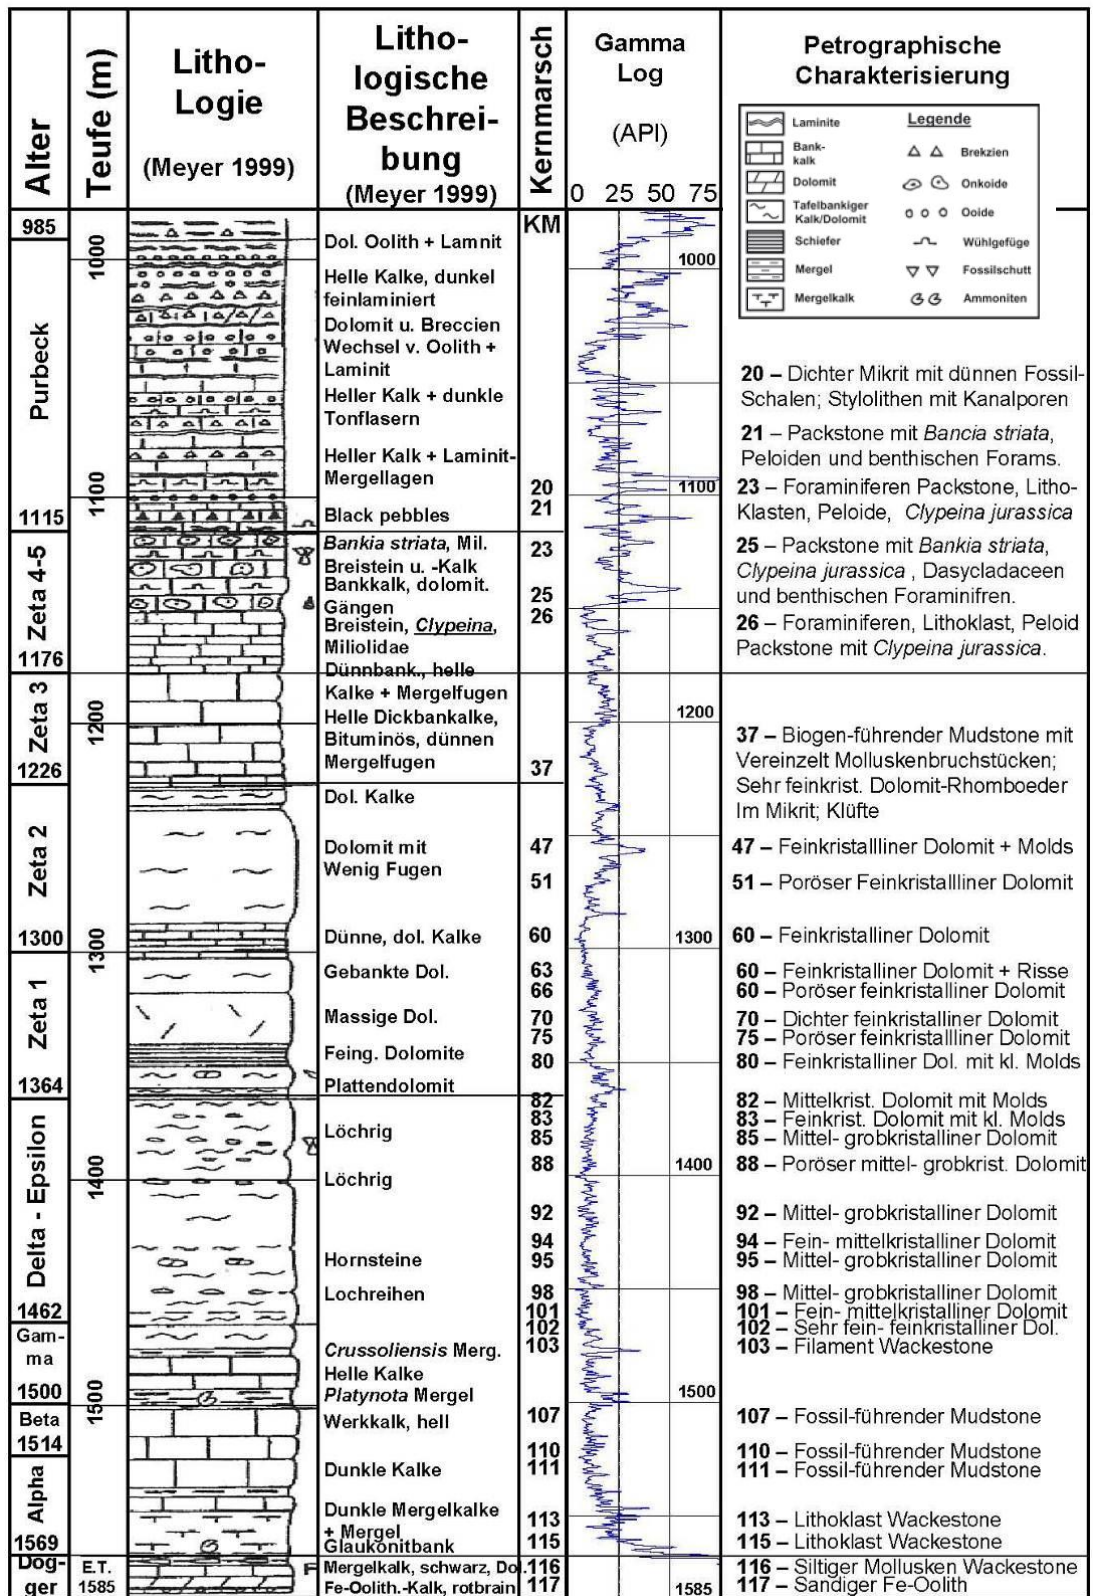 Alter
Teufe (m)
Litho-
Logie
(Meyer 1999)
Litho-
logische
Beschrei-
bung
(Meyer 1999)
Kernmarsch
Gamma
Log
(API)
0 25 50 75
Petrographische
Charakterisierung
Legende
Laminite
Bank-
kalk
Dolomit
Tafelbankiger
Kalk/Dolomit
Schiefer
Mergel
Mergelkalk
Brekzien
Onkoide
Ooide
Wühlgefüge
Fossilschutt
Ammoniten
985
Purbeck
1115
Zeta 4-5
1176
Zeta 3
1226
Zeta 2
1300
Zeta 1
1364
Delta - Epsilon
1462
Gam-
ma
1500
Beta
1514
Alpha
1569
Dog-
ger
E.T.
1585
1000
1100
1200
1300
1400
1500
Dol. Oolith + Lamnit
Helle Kalke, dunkel
feinlaminiert
Dolomit u. Breccien
Wechsel v. Oolith +
Laminit
Heller Kalk + dunkle
Tonflasern
Heller Kalk + Laminit-
Mergellagen
Black pebbles
Bankia striata, Mil.
Breistein u. -Kalk
Bankkalk, dolomit.
Gängen
Breistein, Clypeina,
Miliolidae
Dünnbank., helle
Kalke + Mergelfugen
Helle Dickbankalke,
Bituminös, dünnen
Mergelfugen
Dol. Kalke
Dolomit mit
Wenig Fugen
Dünne, dol. Kalke
Gebankte Dol.
Massige Dol.
Feing. Dolomite
Plattendolomit
Löchrig
Löchrig
Hornsteine
Lochreihen
Crussoliensis Merg.
Helle Kalke
Platynota Mergel
Werkkalk, hell
Dunkle Kalke
Dunkle Mergelkalke
+ Mergel
Glaukonitbank
Mergelkalk, schwarz, Dol.
Fe-Oolith.-Kalk, rotbrain
KM
20
21
23
25
26
37
47
51
60
63
66
70
75
80
82
83
85
88
92
94
95
98
101
102
103
107
110
111
113
115
116
117
1000
1100
1200
1300
1400
1500
1585
20 – Dichter Mikrit mit dünnen Fossil-
Schalen; Stylolithen mit Kanalporen
21 – Packstone mit Bancia striata,
Peloiden und benthischen Forams.
23 – Foraminiferen Packstone, Litho-
Klasten, Peloide, Clypeina jurassica
25 – Packstone mit Bankia striata,
Clypeina jurassica , Dasycladaceen
und benthischen Foraminifren.
26 – Foraminiferen, Lithoklast, Peloid
Packstone mit Clypeina jurassica.
37 – Biogen-führender Mudstone mit
Vereinzelt Molluskenbruchstücken;
Sehr feinkrist. Dolomit-Rhomboeder
Im Mikrit; Klüfte
47 – Feinkristallliner Dolomit + Molds
51 – Poröser Feinkristallliner Dolomit
60 – Feinkristalliner Dolomit
60 – Feinkristalliner Dolomit + Risse
60 – Poröser feinkristalliner Dolomit
70 – Dichter feinkristalliner Dolomit
75 – Poröser feinkristallliner Dolomit
80 – Feinkristalliner Dol. mit kl. Molds
82 – Mittelkrist. Dolomit mit Molds
83 – Feinkrist. Dolomit mit kl. Molds
85 – Mittel- grobkristalliner Dolomit
88 – Poröser mittel- grobkrist. Dolomit
92 – Mittel- grobkristalliner Dolomit
94 – Fein- mittelkristalliner Dolomit
95 – Mittel- grobkristalliner Dolomit
98 – Mittel- grobkristalliner Dolomit
101 – Fein- mittelkristalliner Dolomit
102 – Sehr fein- feinkristalliner Dol.
103 – Filament Wackestone
107 – Fossil-führender Mudstone
110 – Fossil-führender Mudstone
111 – Fossil-führender Mudstone
113 – Lithoklast Wackestone
115 – Lithoklast Wackestone
116 – Siltiger Mollusken Wackestone
117 – Sandiger Fe-Oolith